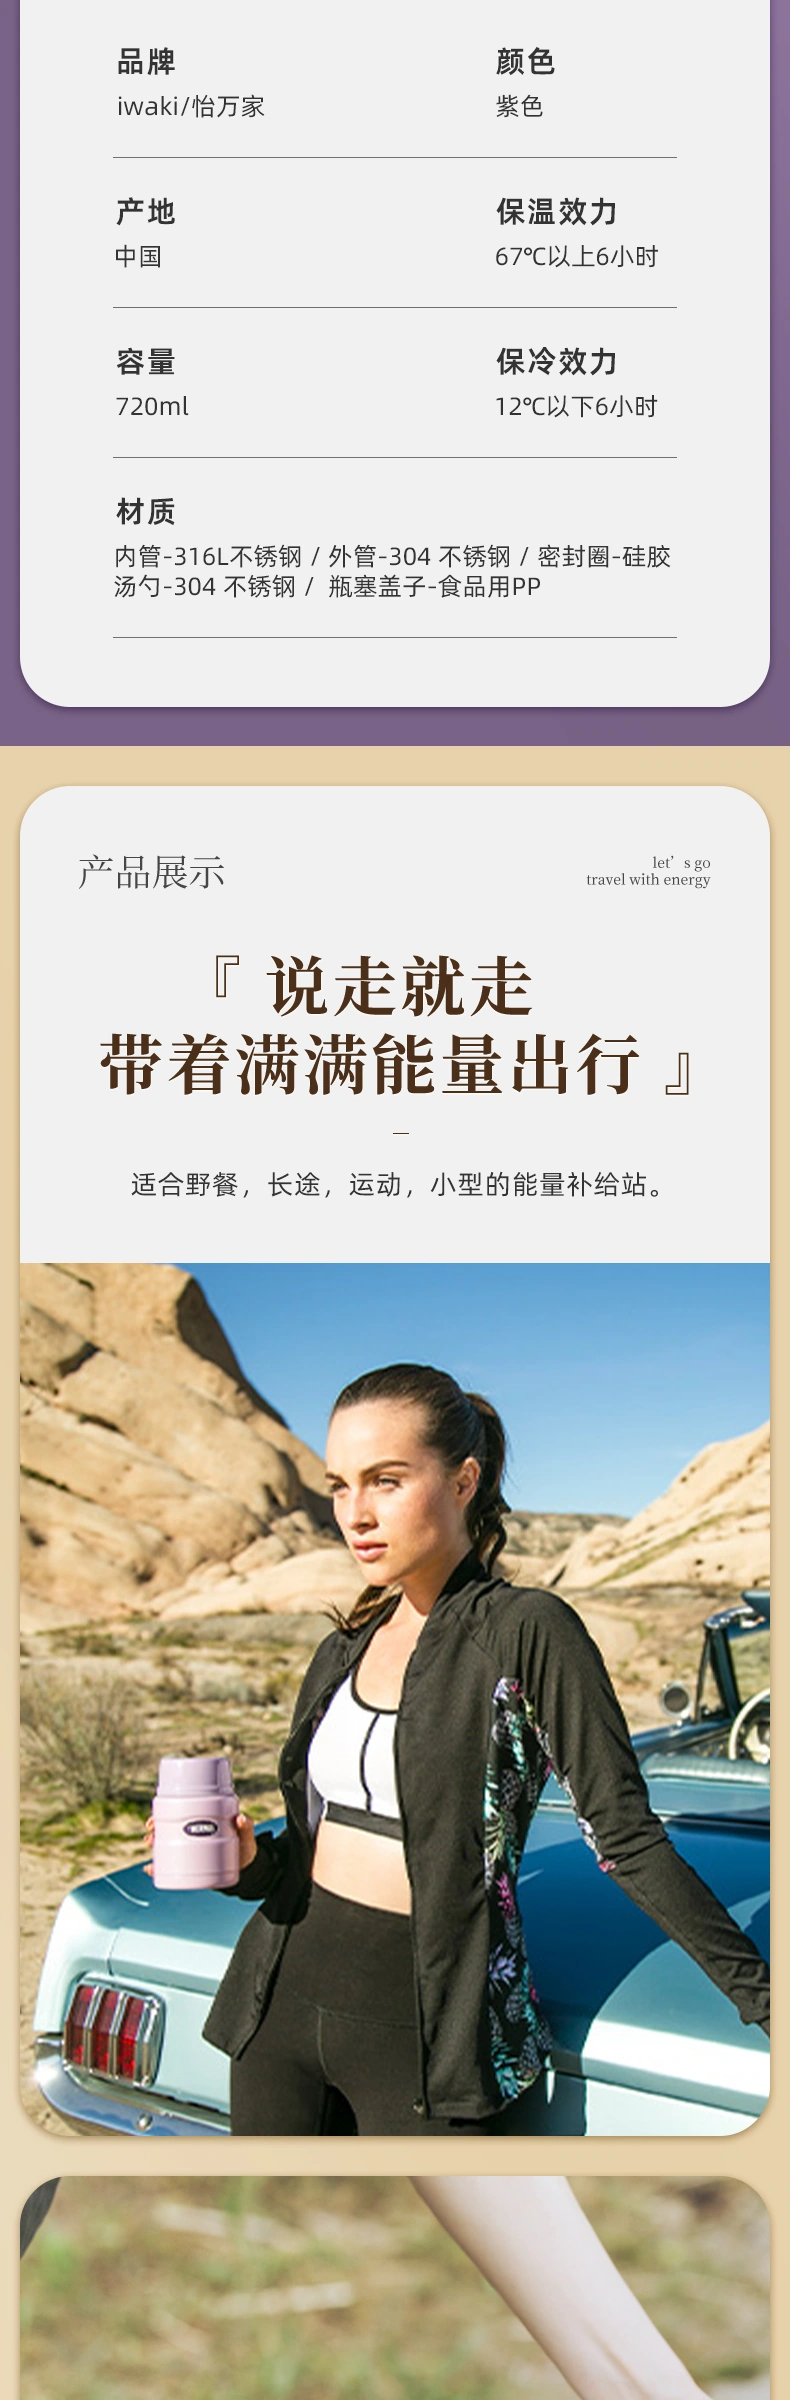 品牌
颜色
iwaki/怡万家
紫色
产地
保温效力
中国
67℃以上6小时
容量
保冷效力
720ml
12℃以下6小时
材质
内管-316L不锈钢 / 外管-304 不锈钢 / 密封圈-硅胶
汤勺-304 不锈钢 / 瓶塞盖子-食品用PP
产品展示
let’s go
travel with energy
『 说走就走
带着满满能量出行 』
适合野餐，长途，运动，小型的能量补给站。